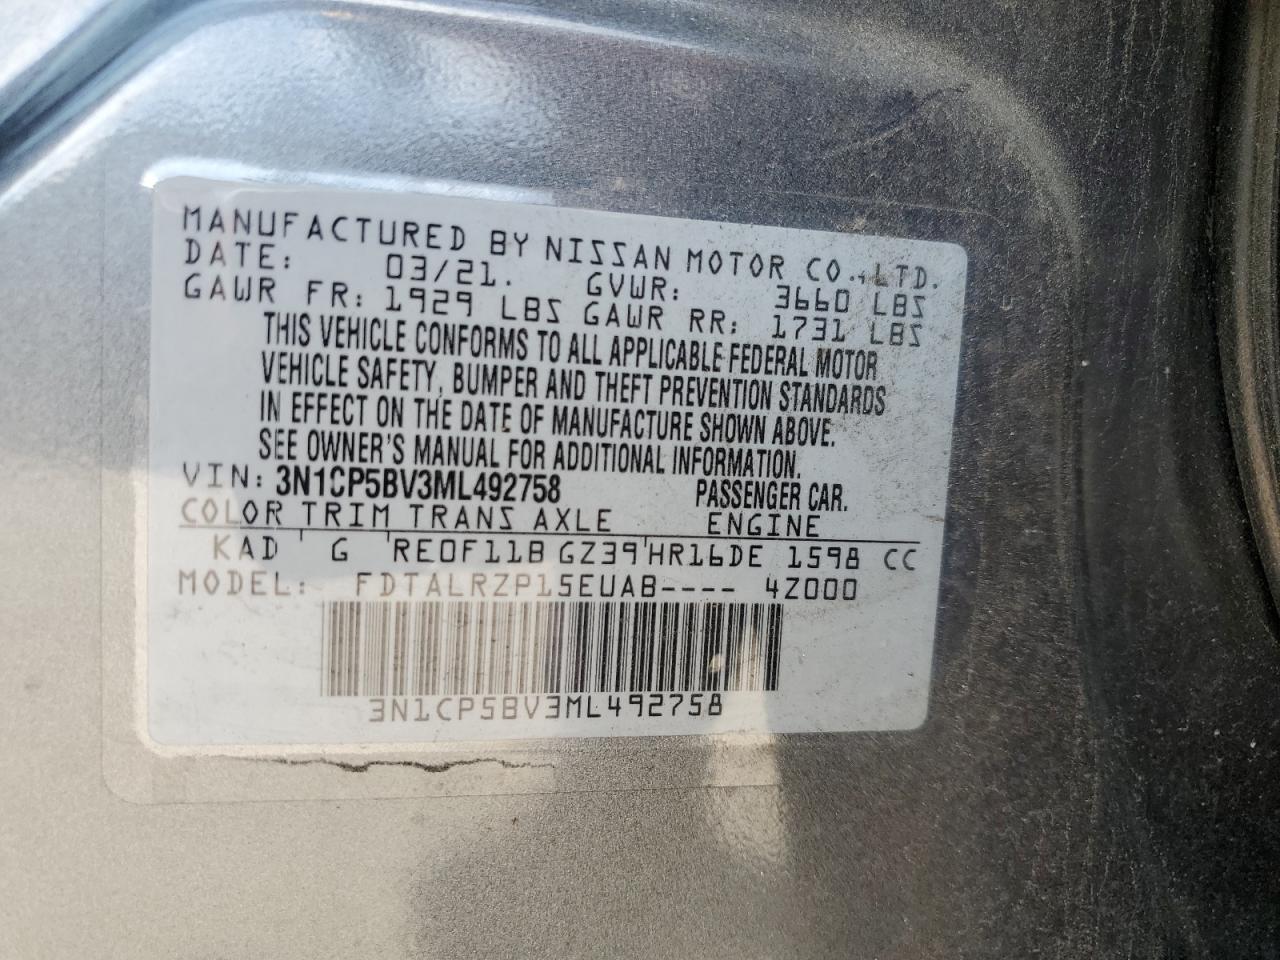 MANUFACTURED BY NISSAN MOTOR CO., LTD.
DATE: 03/21. GVWR: 3660 LBS
GAWR FR: 1929 LBS GAWR RR: 1731 LBS
THIS VEHICLE CONFORMS TO ALL APPLICABLE FEDERAL MOTOR
VEHICLE SAFETY, BUMPER AND THEFT PREVENTION STANDARDS
IN EFFECT ON THE DATE OF MANUFACTURE SHOWN ABOVE.
SEE OWNER'S MANUAL FOR ADDITIONAL INFORMATION.
VIN: 3N1CP5BV3ML492758 PASSENGER CAR.
COLOR TRIM TRANS AXLE ENGINE
KAD ' G ' RE0F11B GZ39 ' HR16DE 1598 CC
MODEL: FDTALRZP15EUAB---- 4Z000
3N1CP5BV3ML492758